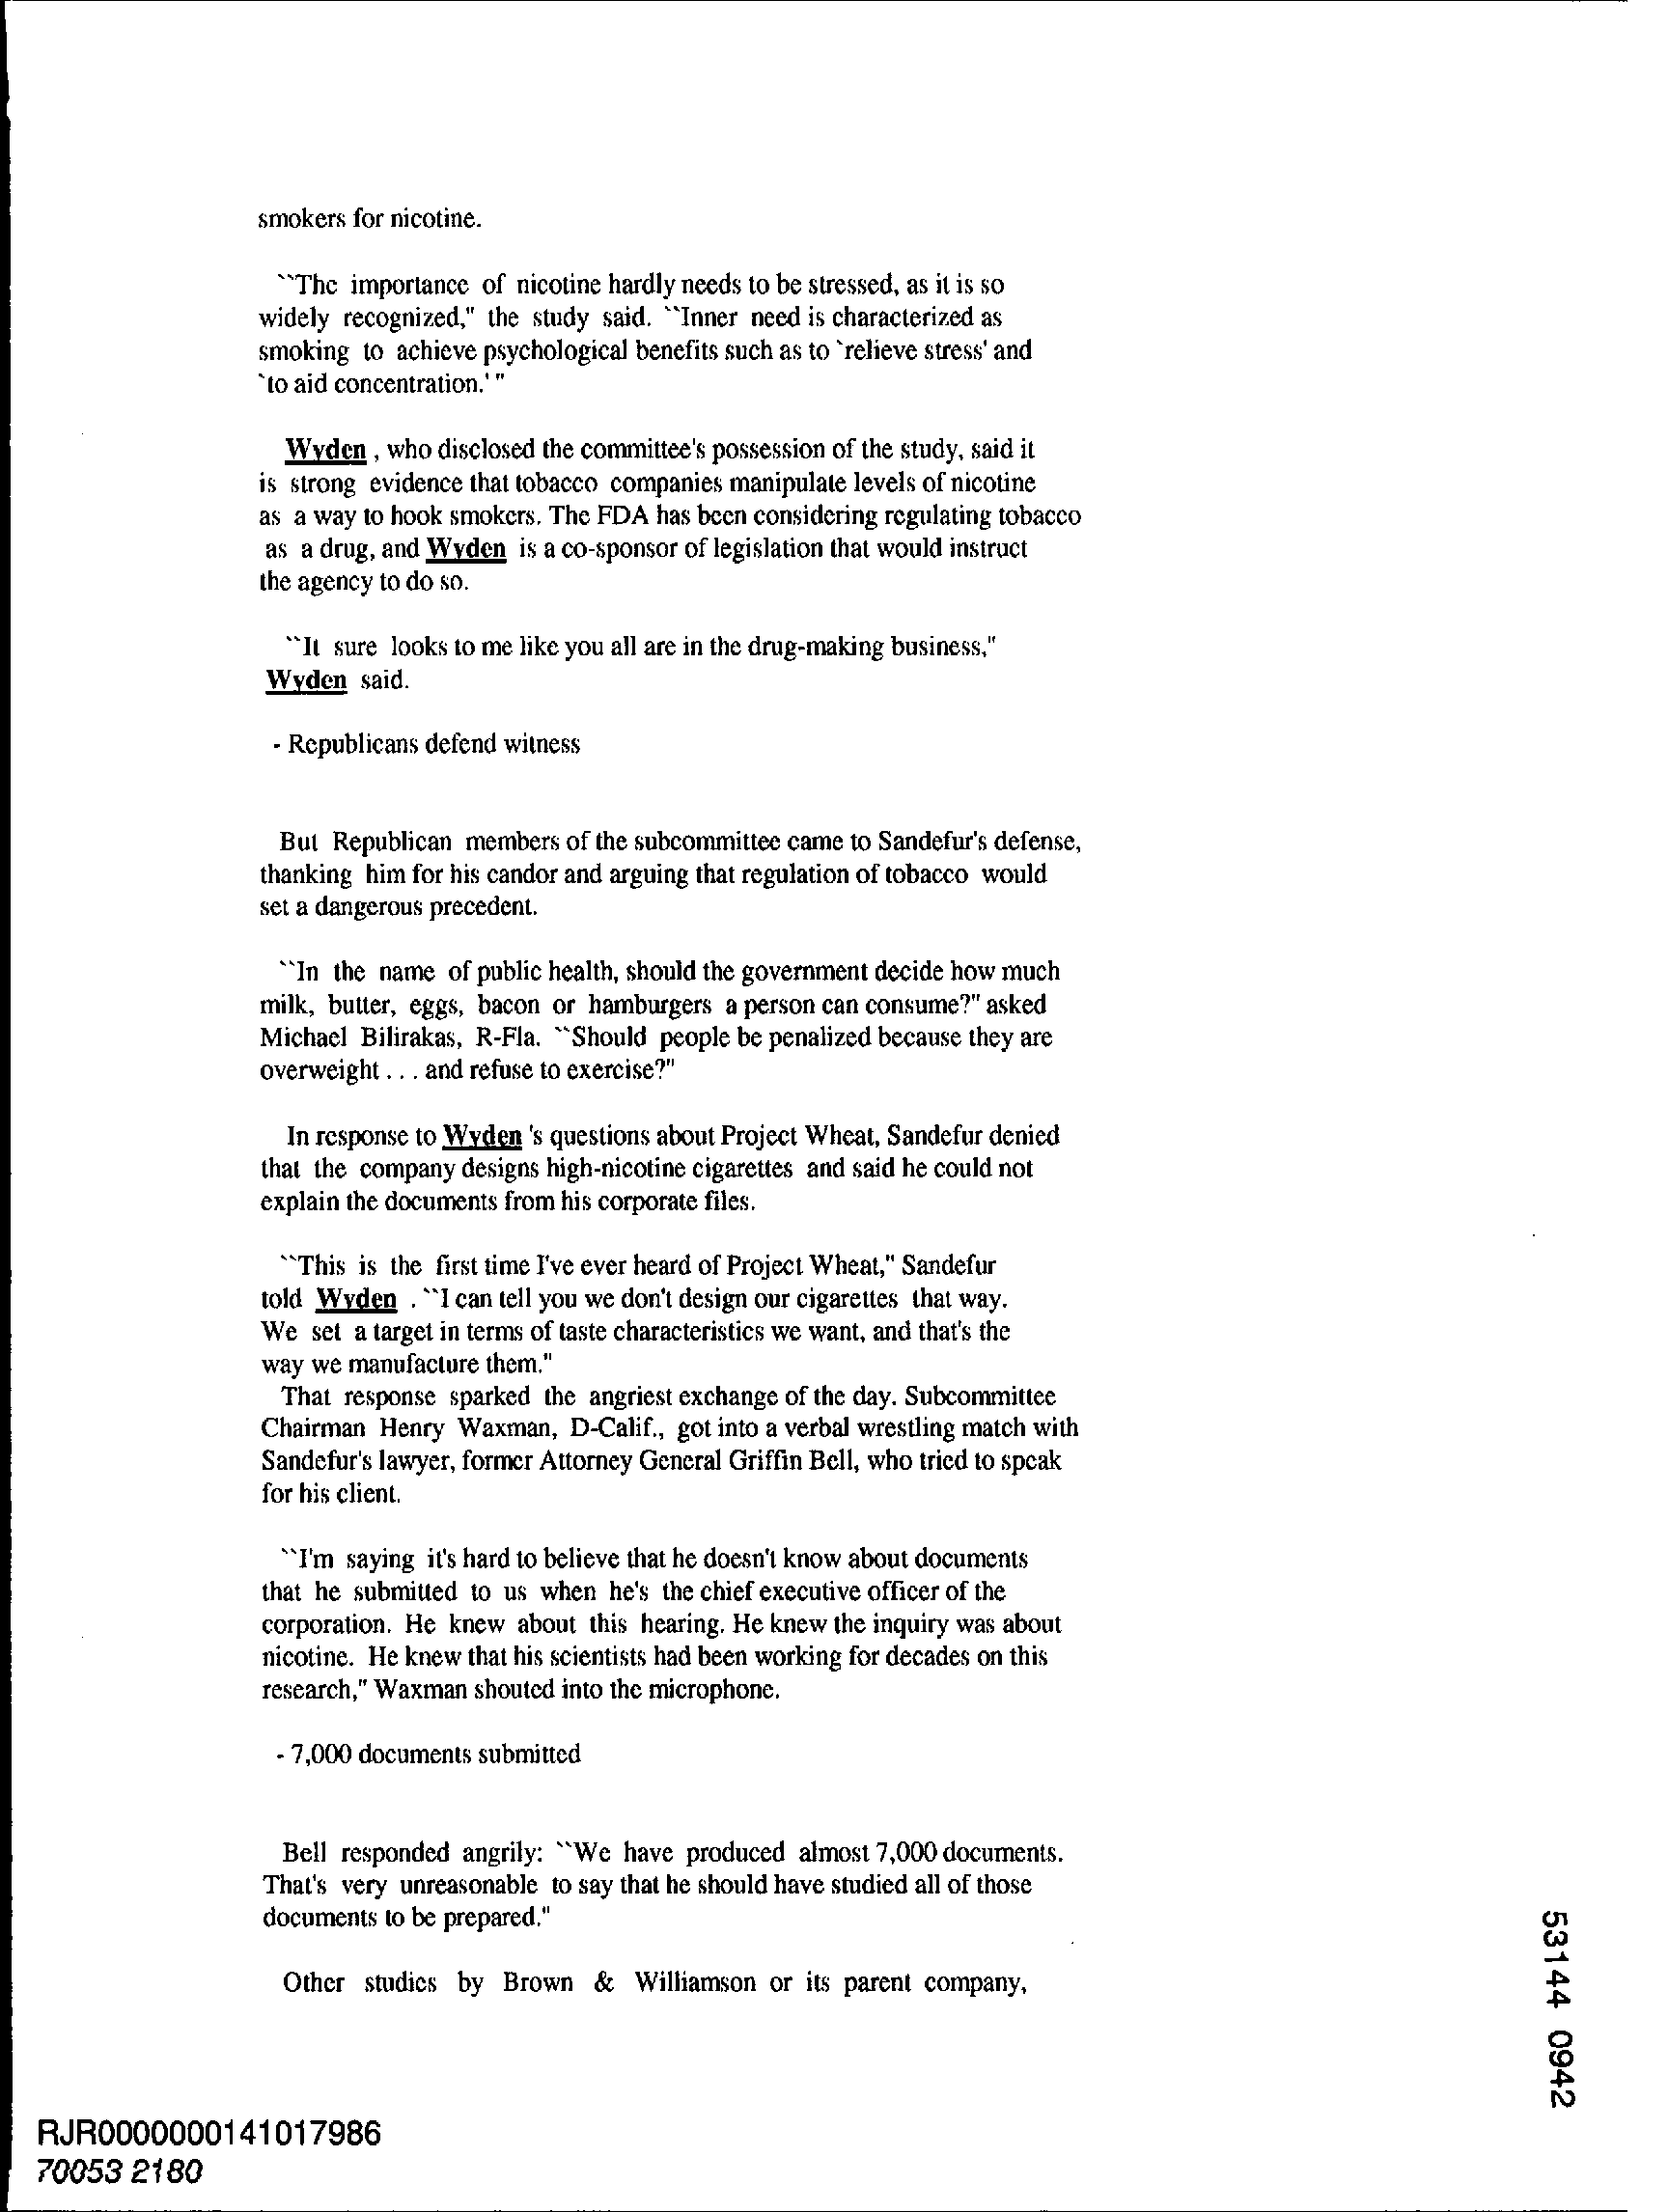 smokers for nicotine.
``The importance of nicotine hardly needs to be stressed, as it is so
widely recognized," the study said. ``Inner need is characterized as
smoking to achieve psychological benefits such as to `relieve stress' and
`to aid concentration.' "
Wyden , who disclosed the committee's possession of the study, said it
is strong evidence that tobacco companies manipulate levels of nicotine
as a way to hook smokers. The FDA has been considering regulating tobacco
as a drug, and Wyden is a co-sponsor of legislation that would instruct
the agency to do so.
``It sure looks to me like you all are in the drug-making business,"
Wyden said.
- Republicans defend witness
But Republican members of the subcommittee came to Sandefur's defense,
thanking him for his candor and arguing that regulation of tobacco would
set a dangerous precedent.
``In the name of public health, should the government decide how much
milk, butter, eggs, bacon or hamburgers a person can consume?" asked
Michael Bilirakas, R-Fla. ``Should people be penalized because they are
overweight . . . and refuse to exercise?"
In response to Wyden 's questions about Project Wheat, Sandefur denied
that the company designs high-nicotine cigarettes and said he could not
explain the documents from his corporate files.
``This is the first time I've ever heard of Project Wheat," Sandefur
told Wyden . ``I can tell you we don't design our cigarettes that way.
We set a target in terms of taste characteristics we want, and that's the
way we manufacture them."
That response sparked the angriest exchange of the day. Subcommittee
Chairman Henry Waxman, D-Calif., got into a verbal wrestling match with
Sandefur's lawyer, former Attorney General Griffin Bell, who tried to speak
for his client.
``I'm saying it's hard to believe that he doesn't know about documents
that he submitted to us when he's the chief executive officer of the
corporation. He knew about this hearing. He knew the inquiry was about
nicotine. He knew that his scientists had been working for decades on this
research," Waxman shouted into the microphone.
- 7,000 documents submitted
Bell responded angrily: ``We have produced almost 7,000 documents.
That's very unreasonable to say that he should have studied all of those
documents to be prepared."
Other studies by Brown & Williamson or its parent company,
53144 0942
RJR0000000141017986
70053 2180